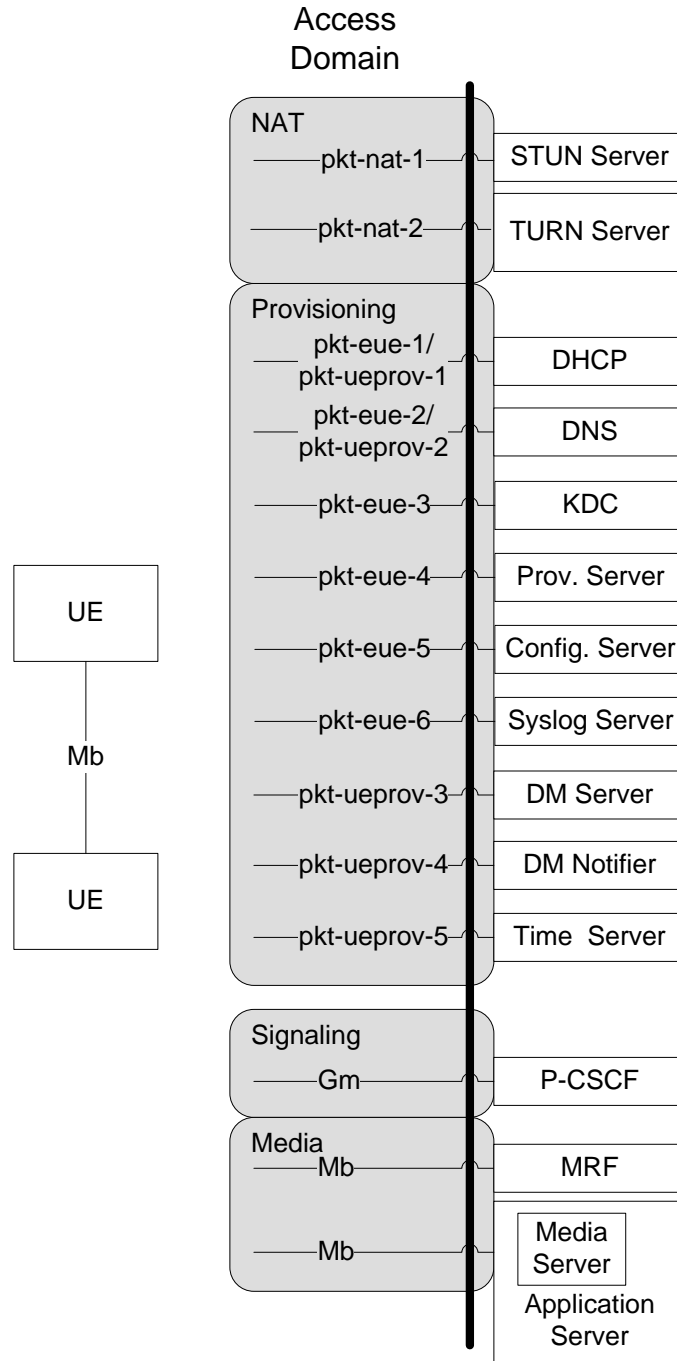 Access
Domain
NAT
pkt-nat-1
STUN Server
pkt-nat-2
TURN Server
Provisioning
pkt-eue-1/
pkt-ueprov-1
DHCP
pkt-eue-2/
pkt-ueprov-2
DNS
pkt-eue-3
KDC
pkt-eue-4
Prov. Server
pkt-eue-5
Config. Server
pkt-eue-6
Syslog Server
pkt-ueprov-3
DM Server
pkt-ueprov-4
DM Notifier
pkt-ueprov-5
Time Server
UE
Mb
UE
Signaling
Gm
P-CSCF
Media
Mb
MRF
Mb
Media
Server
Application
Server